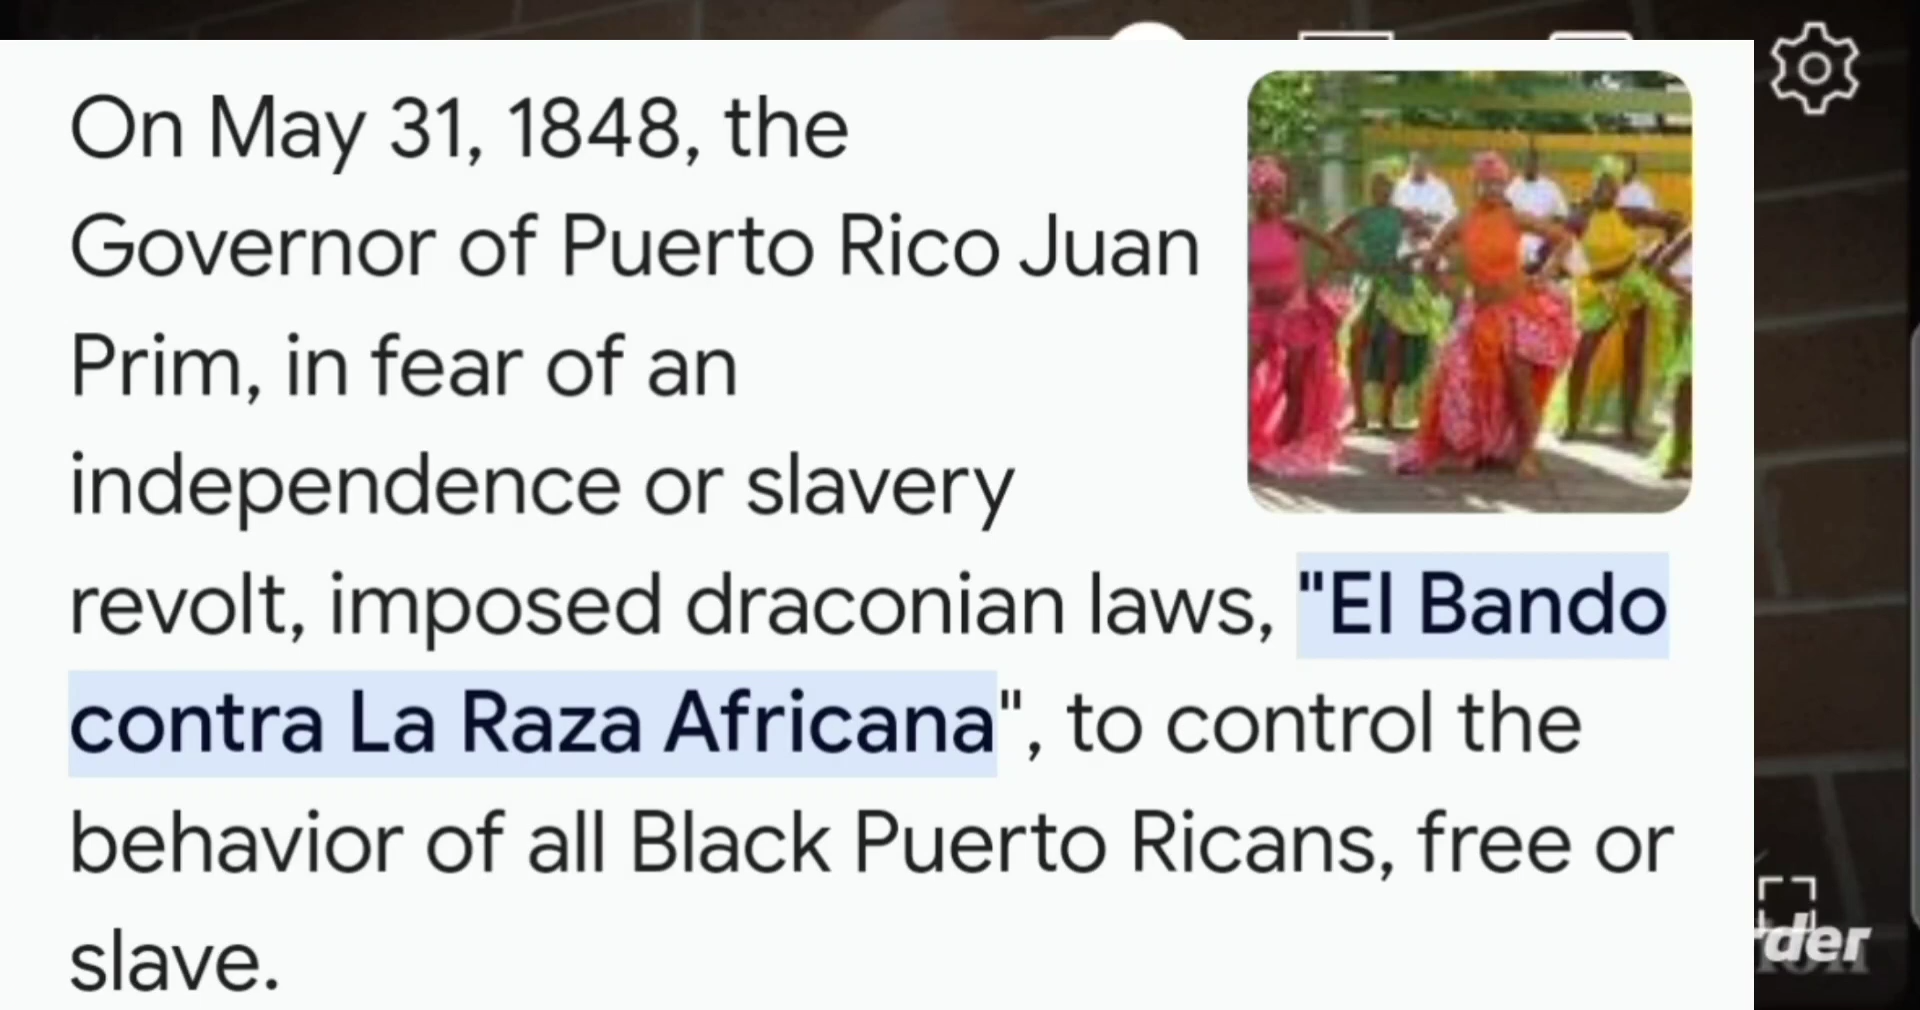 On May 31, 1848, the
Governor of Puerto Rico Juan
Prim, in fear of an
independence or slavery
revolt, imposed draconian laws, "El Bando
contra La Raza Africana", to control the
behavior of all Black Puerto Ricans, free or
slave.
der